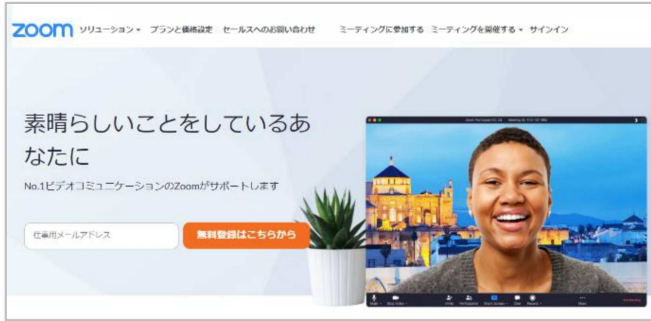 zoom ソリューション プランと価格設定 セールスへのお問い合わせ ミーティングに参加する ミーティングを開催する サインイン
素晴らしいことをしているあ
なたに
No.1ビデオコミュニケーションのZoomがサポートします
仕事用メールアドレス 無料登録はこちらから